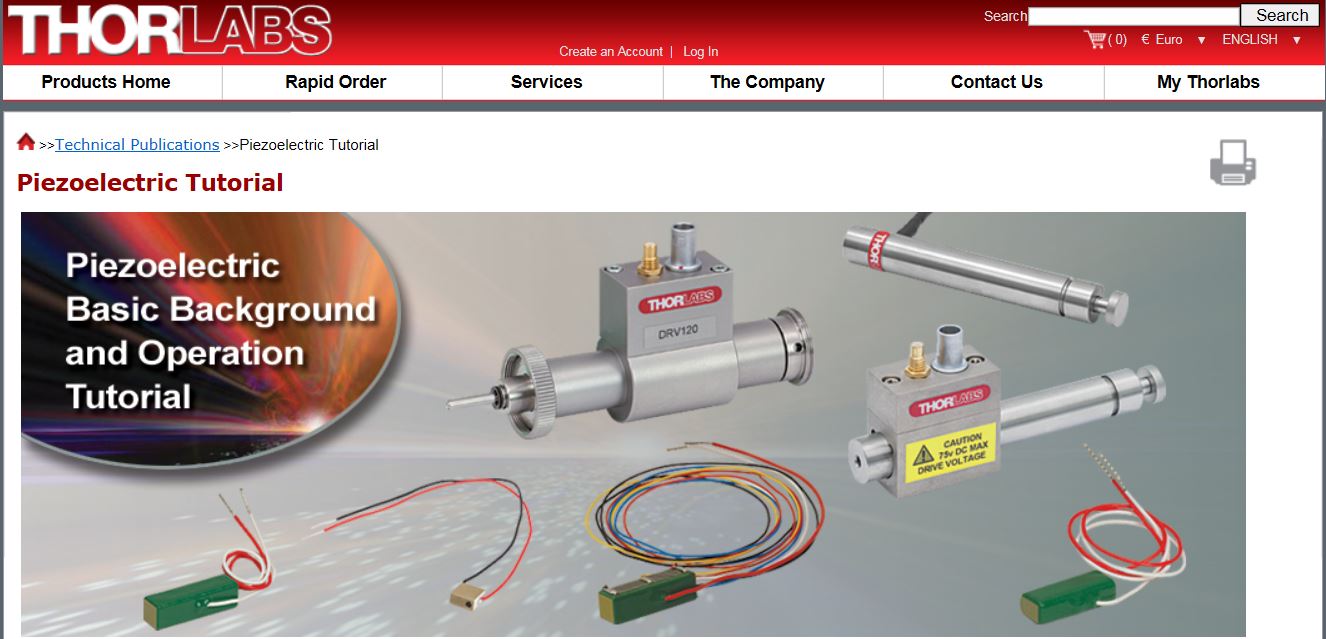 THORLABS
Search Search
Create an Account | Log In
( 0) € Euro ▼ ENGLISH ▼
Products Home Rapid Order Services The Company Contact Us My Thorlabs
>>Technical Publications >>Piezoelectric Tutorial
Piezoelectric Tutorial
Piezoelectric
Basic Background
and Operation
Tutorial
THORLABS
DRV120
THOR
THORLABS
CAUTION
75v DC MAX
DRIVE VOLTAGE